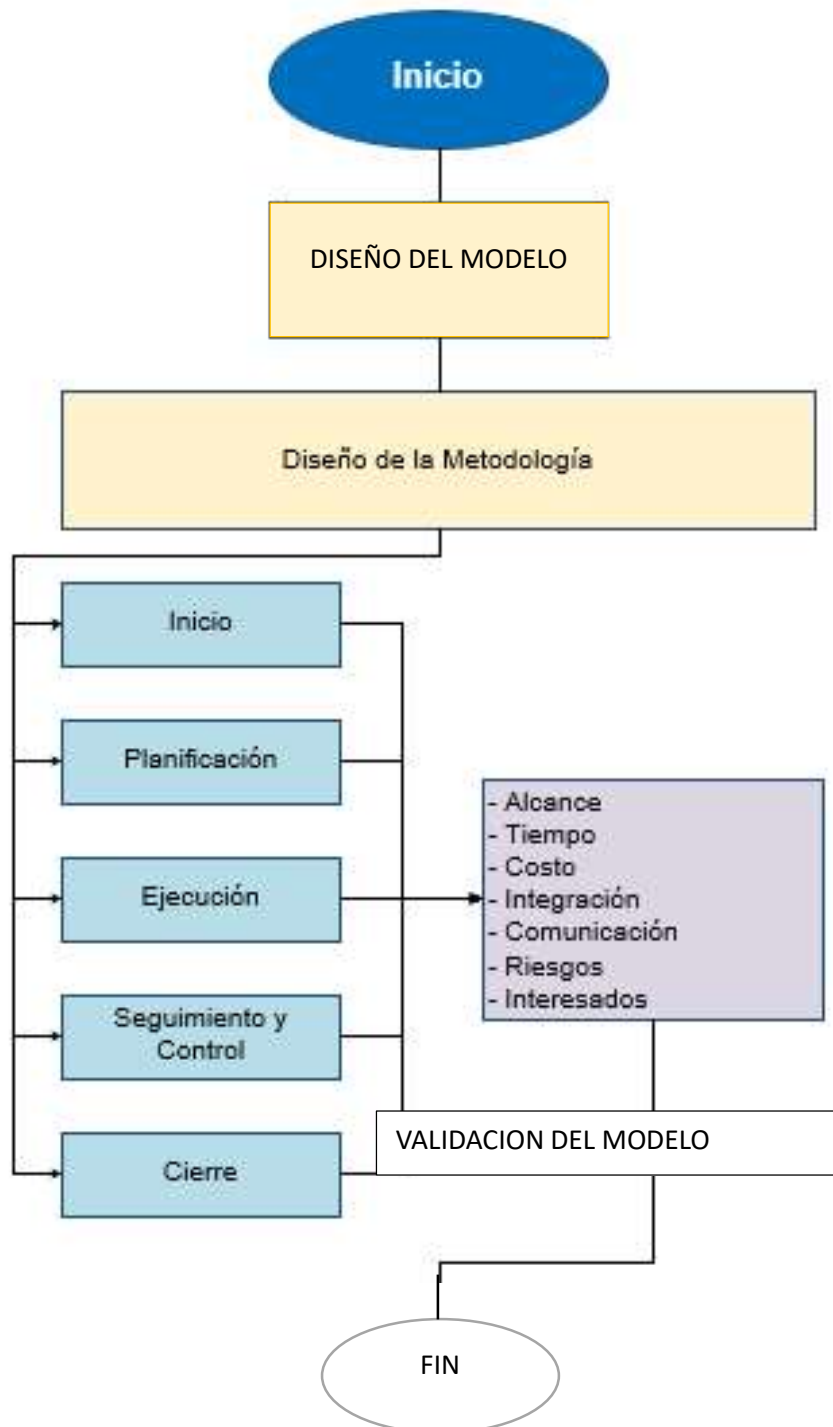 Inicio
DISEÑO DEL MODELO
Diseño de la Metodología
Inicio
Planificación
Ejecución
Seguimiento y
Control
Cierre
- Alcance
- Tiempo
- Costo
- Integración
- Comunicación
- Riesgos
- Interesados
VALIDACION DEL MODELO
FIN